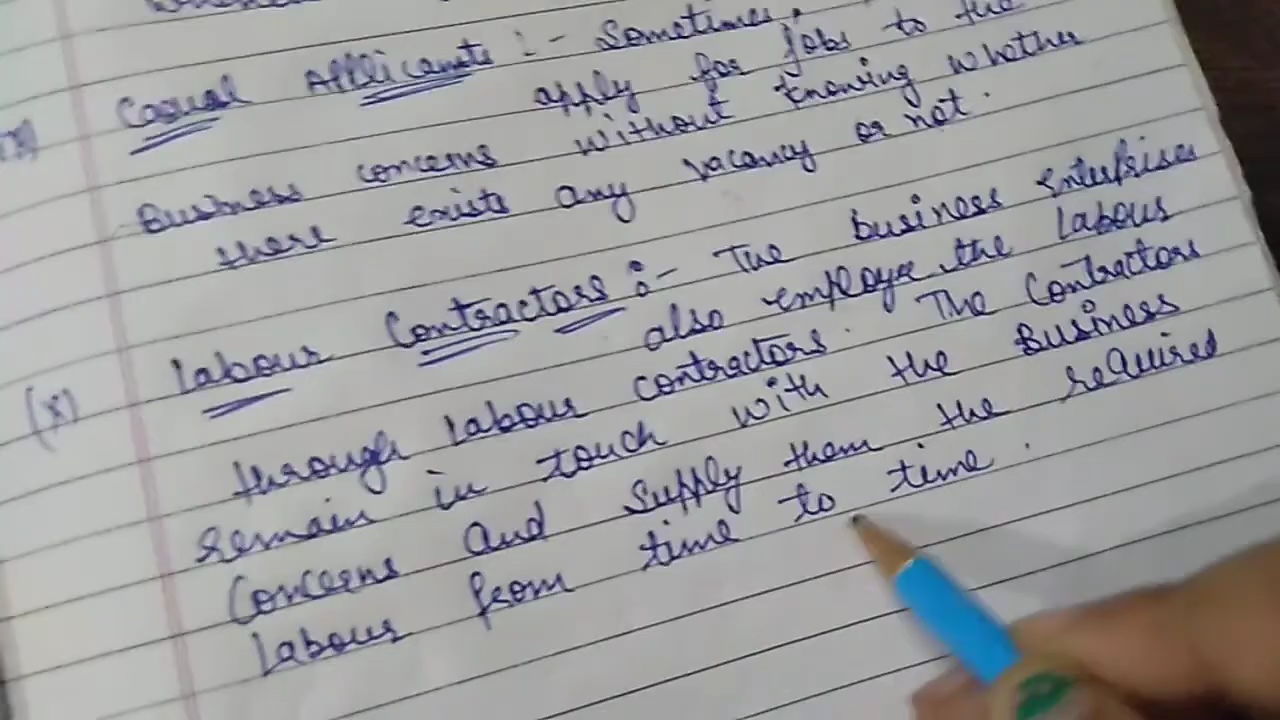 Casual Applicants :- Sometimes,
apply for jobs to the
Business concerns without knowing whether
there exists any vacancy or not.
(x) Labour Contractors :- The business enterprises
also employee the labour
through labour contractors. The Contractors
remain in touch with the Business
Concerns and supply them the required
labour from time to time.